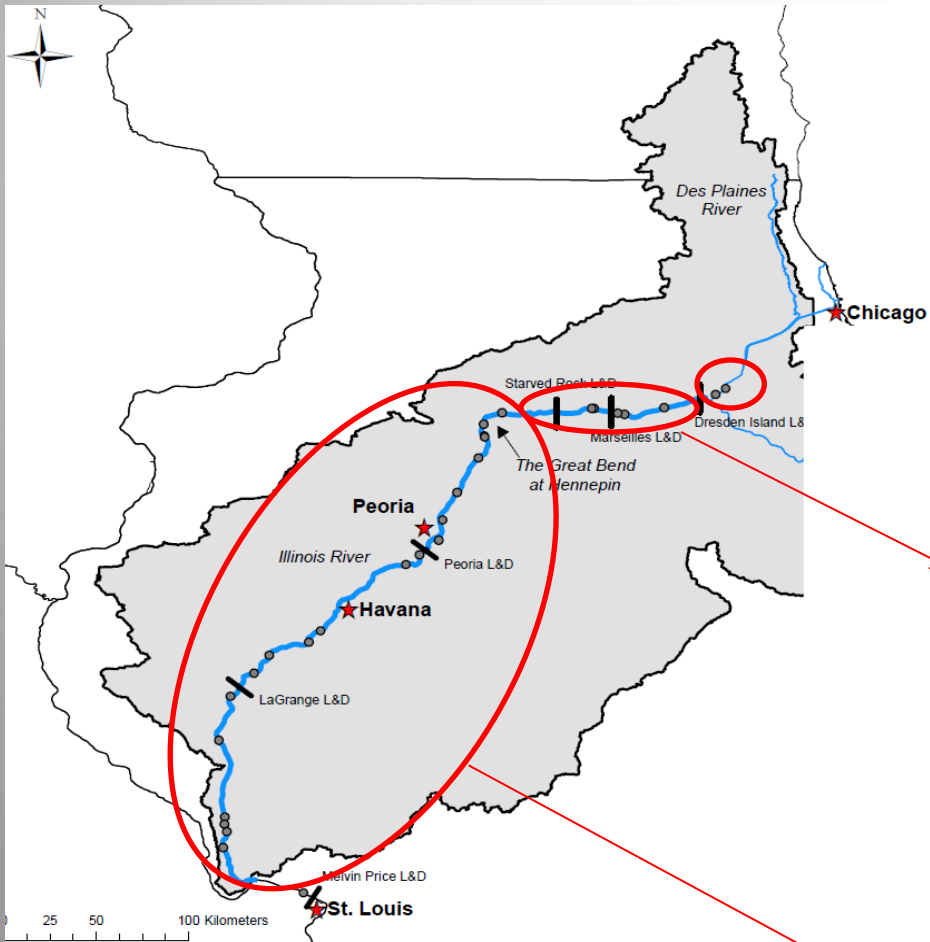 N
Des Plaines
River
Chicago
Starved Rock L&D
Dresden Island L&
Marseilles L&D
The Great Bend
at Hennepin
Peoria
Illinois River
Peoria L&D
Havana
LaGrange L&D
Melvin Price L&D
St. Louis
25 50 100 Kilometers